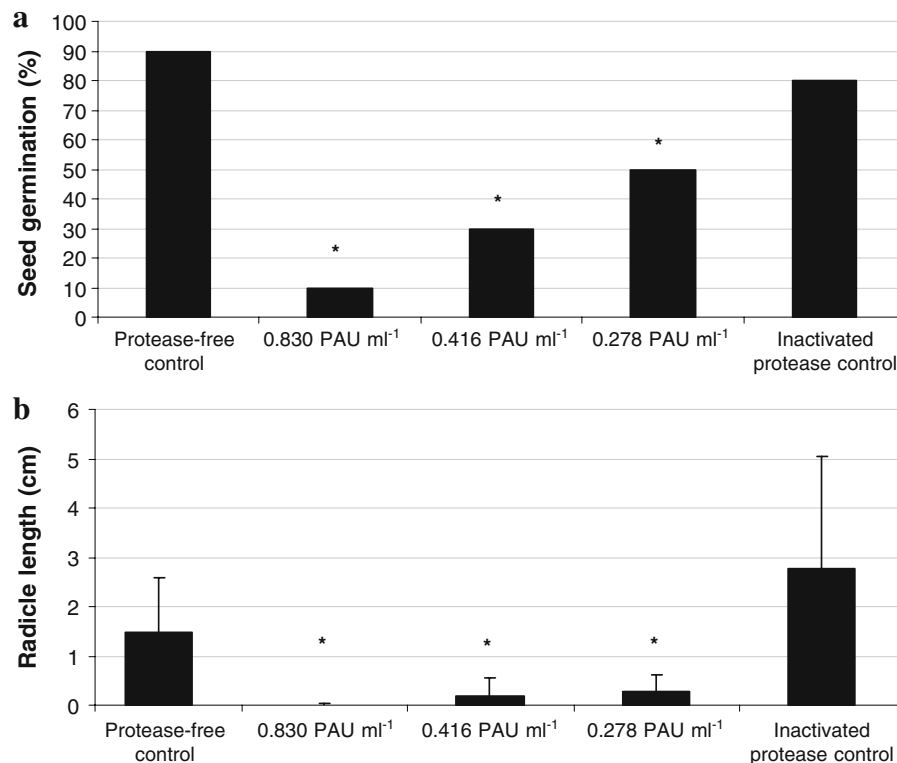 a
Seed germination (%)
100
90
80
70
60
50
40
30
20
10
0
*
*
*
Protease-free control
0.830 PAU ml⁻¹
0.416 PAU ml⁻¹
0.278 PAU ml⁻¹
Inactivated protease control
b
Radicle length (cm)
6
5
4
3
2
1
0
*
*
*
Protease-free control
0.830 PAU ml⁻¹
0.416 PAU ml⁻¹
0.278 PAU ml⁻¹
Inactivated protease control